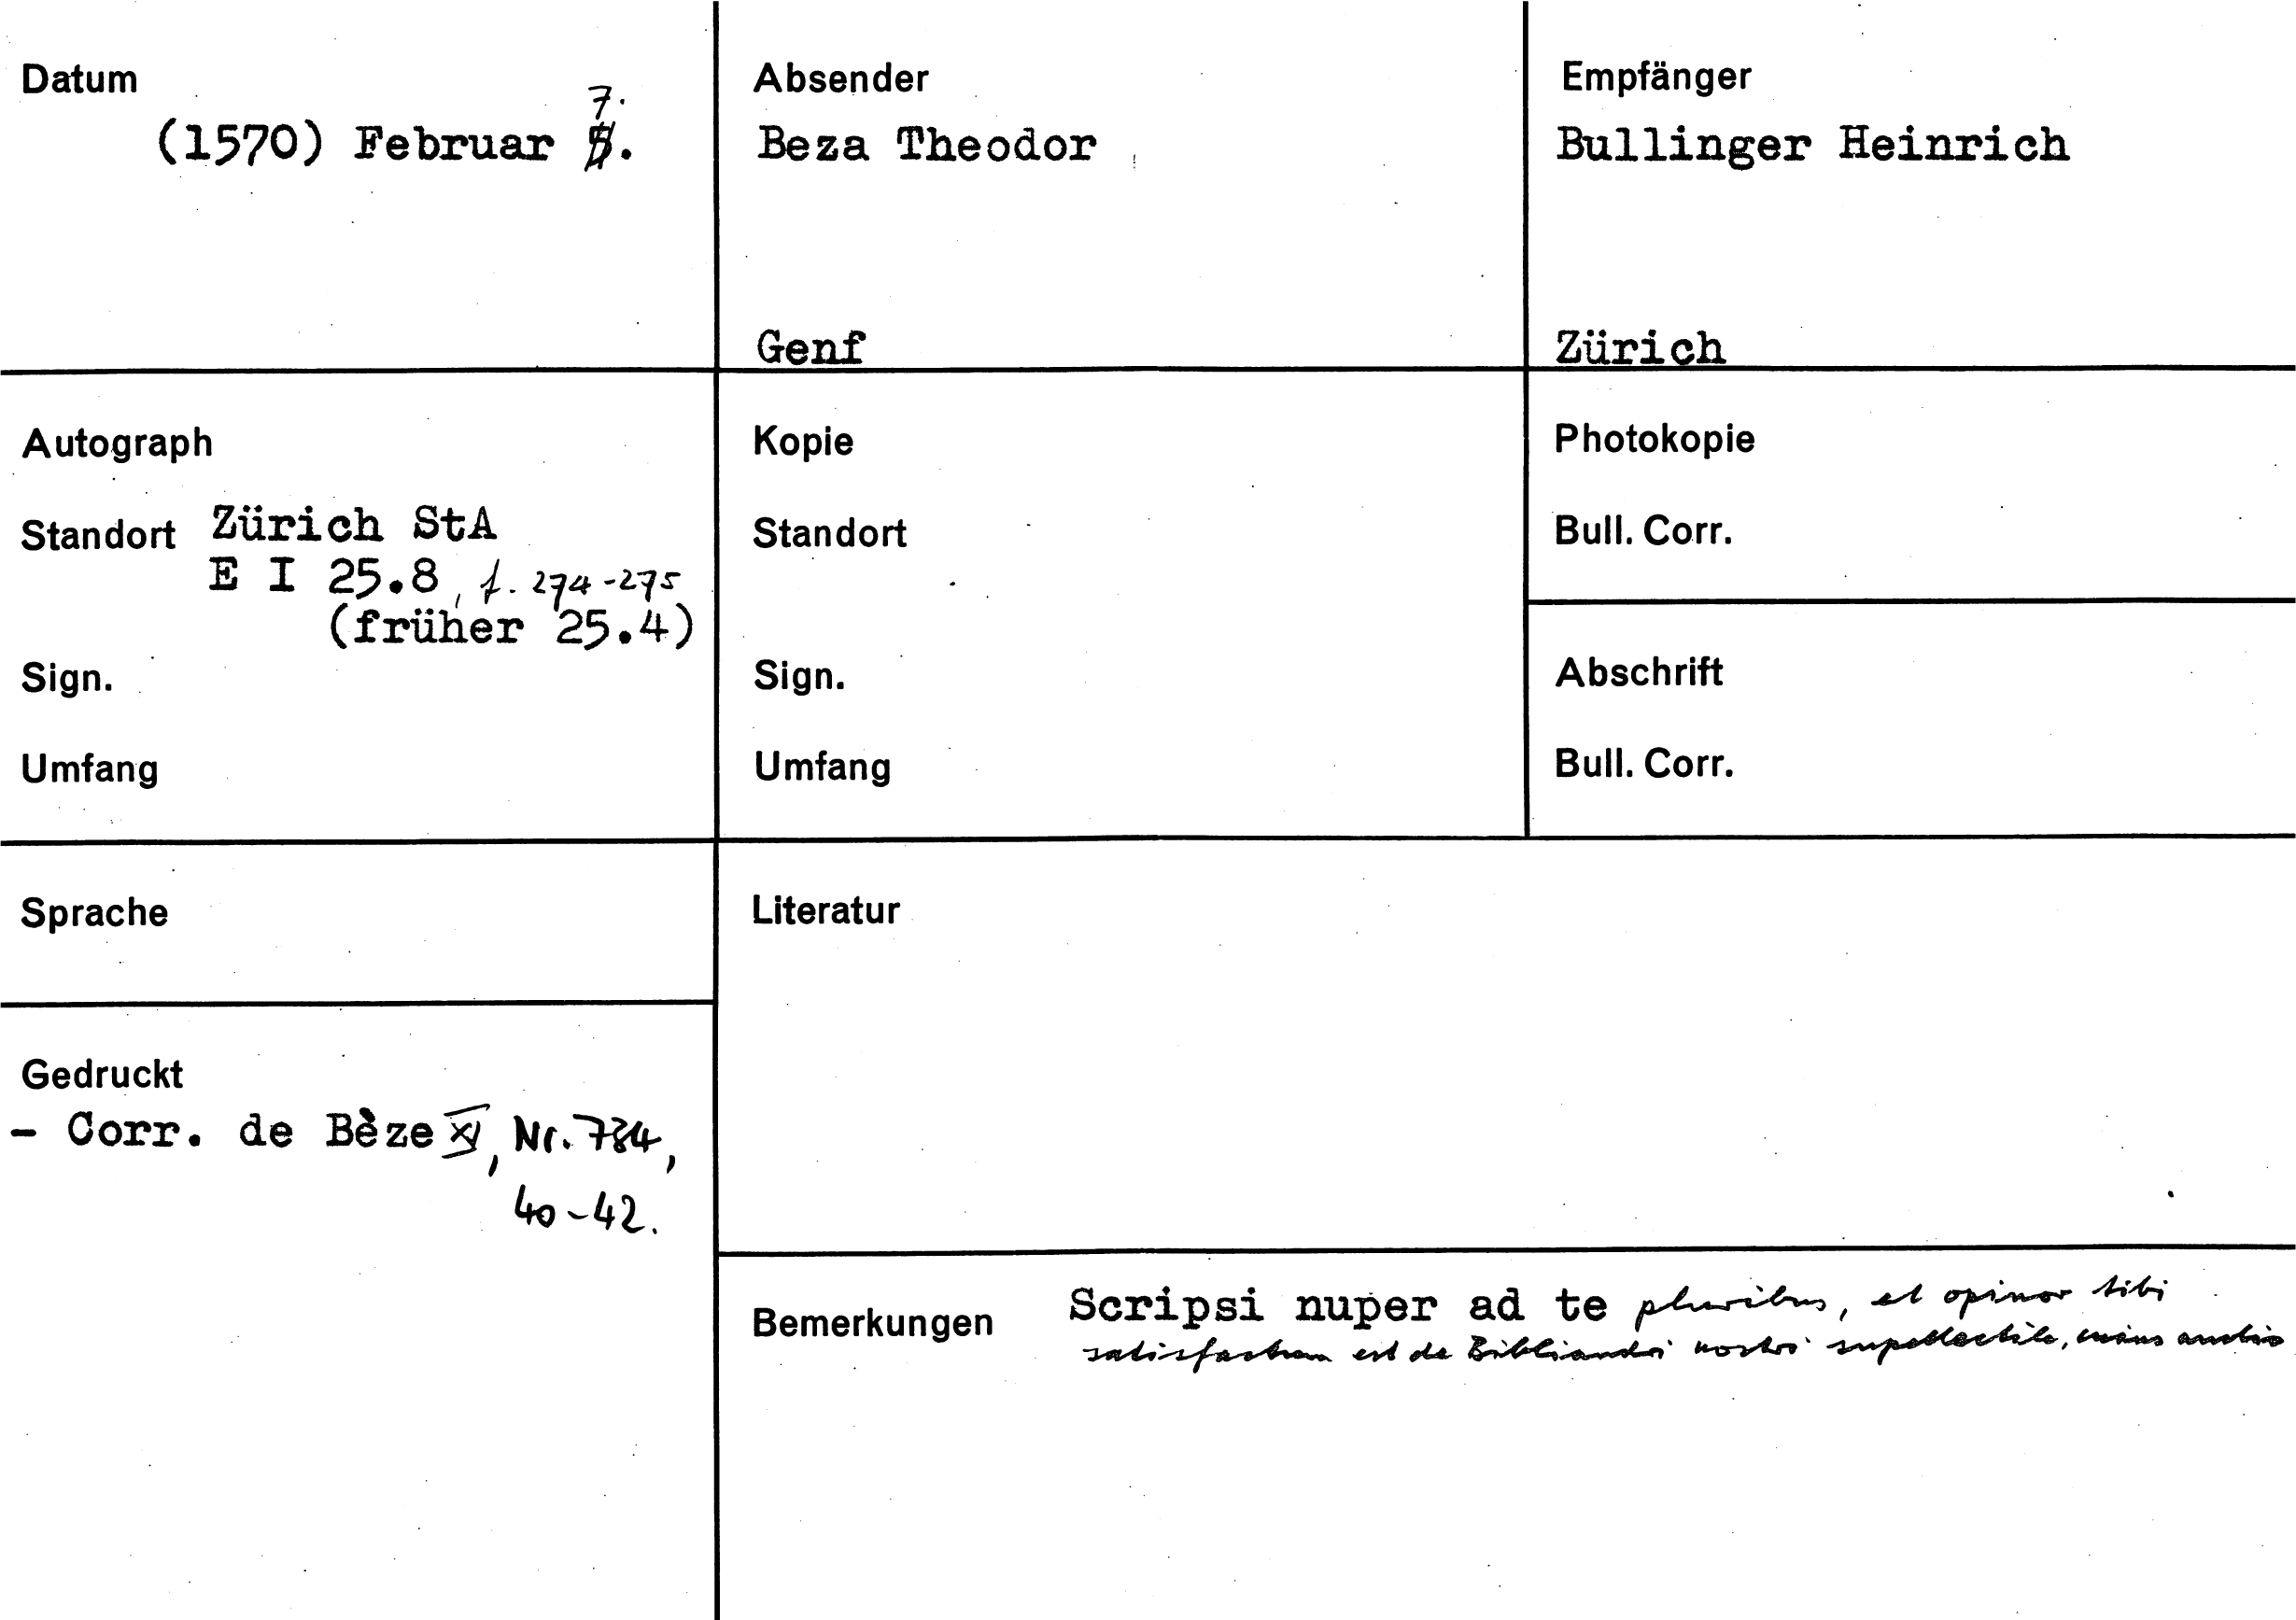 Datum
7.
(1570) Februar 5.
Absender
Beza Theodor
Genf
Empfänger
Bullinger Heinrich
Zürich
Autograph
Standort Zürich StA
E I 25.8, f. 274-275
(früher 25.4)
Sign.
Umfang
Kopie
Standort
Sign.
Umfang
Photokopie
Bull. Corr.
Abschrift
Bull. Corr.
Sprache
Literatur
Gedruckt
- Corr. de Bèze XI, Nr. 784,
40-42.
Bemerkungen Scripsi nuper ad te pluribus, et opinor tibi
satisfactum est de Bibliandri nostri supellectile, cuius